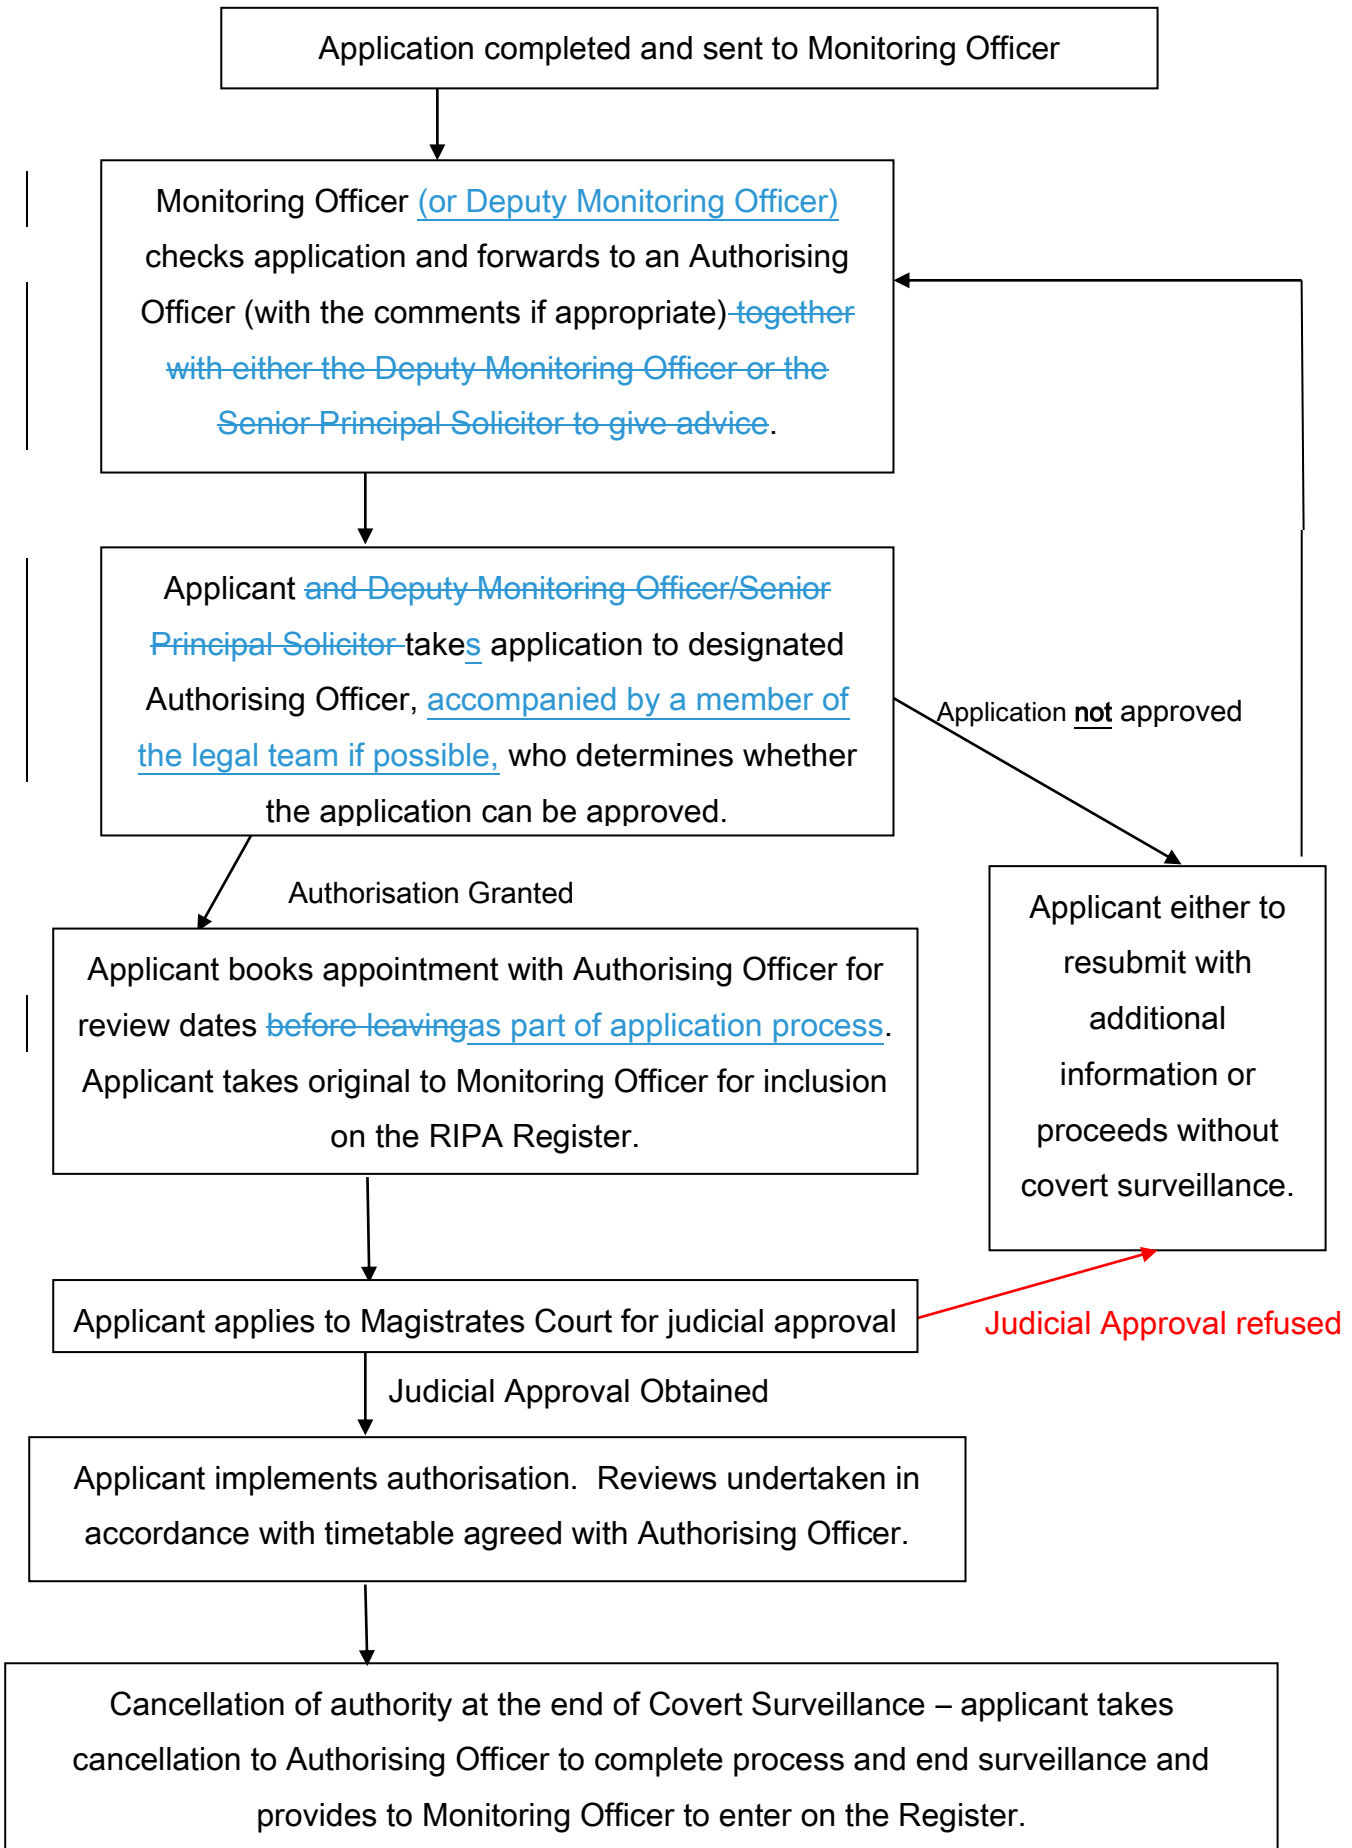 Application completed and sent to Monitoring Officer
Monitoring Officer (or Deputy Monitoring Officer)
checks application and forwards to an Authorising
Officer (with the comments if appropriate) together
with either the Deputy Monitoring Officer or the
Senior Principal Solicitor to give advice.
Applicant and Deputy Monitoring Officer/Senior
Principal Solicitor takes application to designated
Authorising Officer, accompanied by a member of
the legal team if possible, who determines whether
the application can be approved.
Application not approved
Authorisation Granted
Applicant books appointment with Authorising Officer for
review dates before leavingas part of application process.
Applicant takes original to Monitoring Officer for inclusion
on the RIPA Register.
Applicant either to
resubmit with
additional
information or
proceeds without
covert surveillance.
Applicant applies to Magistrates Court for judicial approval
Judicial Approval refused
Judicial Approval Obtained
Applicant implements authorisation.  Reviews undertaken in
accordance with timetable agreed with Authorising Officer.
Cancellation of authority at the end of Covert Surveillance – applicant takes
cancellation to Authorising Officer to complete process and end surveillance and
provides to Monitoring Officer to enter on the Register.